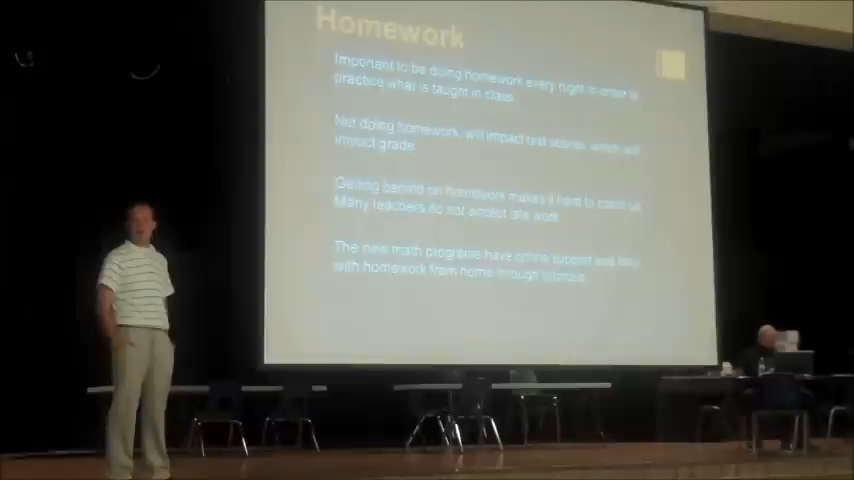 Homework
Important to be doing homework every night in order to
practice what is taught in class.
Not doing homework, will impact test scores, which will
impact grade.
Getting behind on homework makes it hard to catch up.
Many teachers do not accept late work.
The new math programs have online support and help
with homework from home through tutorials.